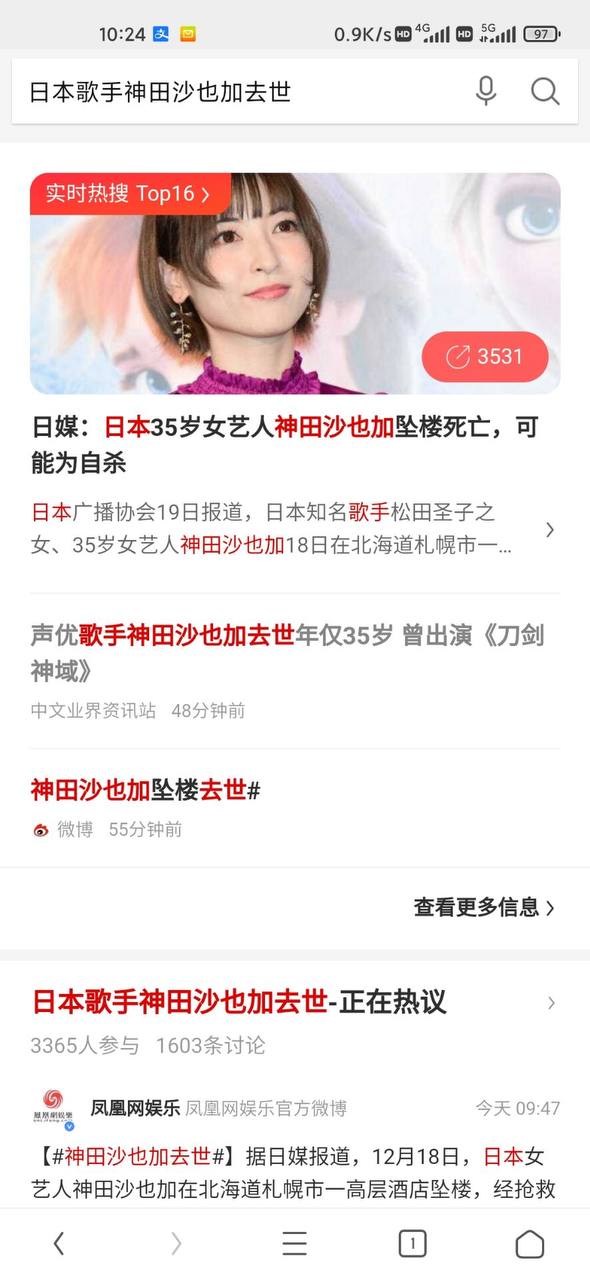 10:24
0.9K/s HD 4G HD 5G 97
日本歌手神田沙也加去世
实时热搜 Top16
3531
日媒：日本35岁女艺人神田沙也加坠楼死亡，可
能为自杀
日本广播协会19日报道，日本知名歌手松田圣子之
女、35岁女艺人神田沙也加18日在北海道札幌市一...
声优歌手神田沙也加去世年仅35岁 曾出演《刀剑
神域》
中文业界资讯站 48分钟前
神田沙也加坠楼去世#
微博 55分钟前
查看更多信息
日本歌手神田沙也加去世-正在热议
3365人参与 1603条讨论
凤凰网娱乐 凤凰网娱乐官方微博 今天 09:47
【#神田沙也加去世#】据日媒报道，12月18日，日本女
艺人神田沙也加在北海道札幌市一高层酒店坠楼，经抢救
1